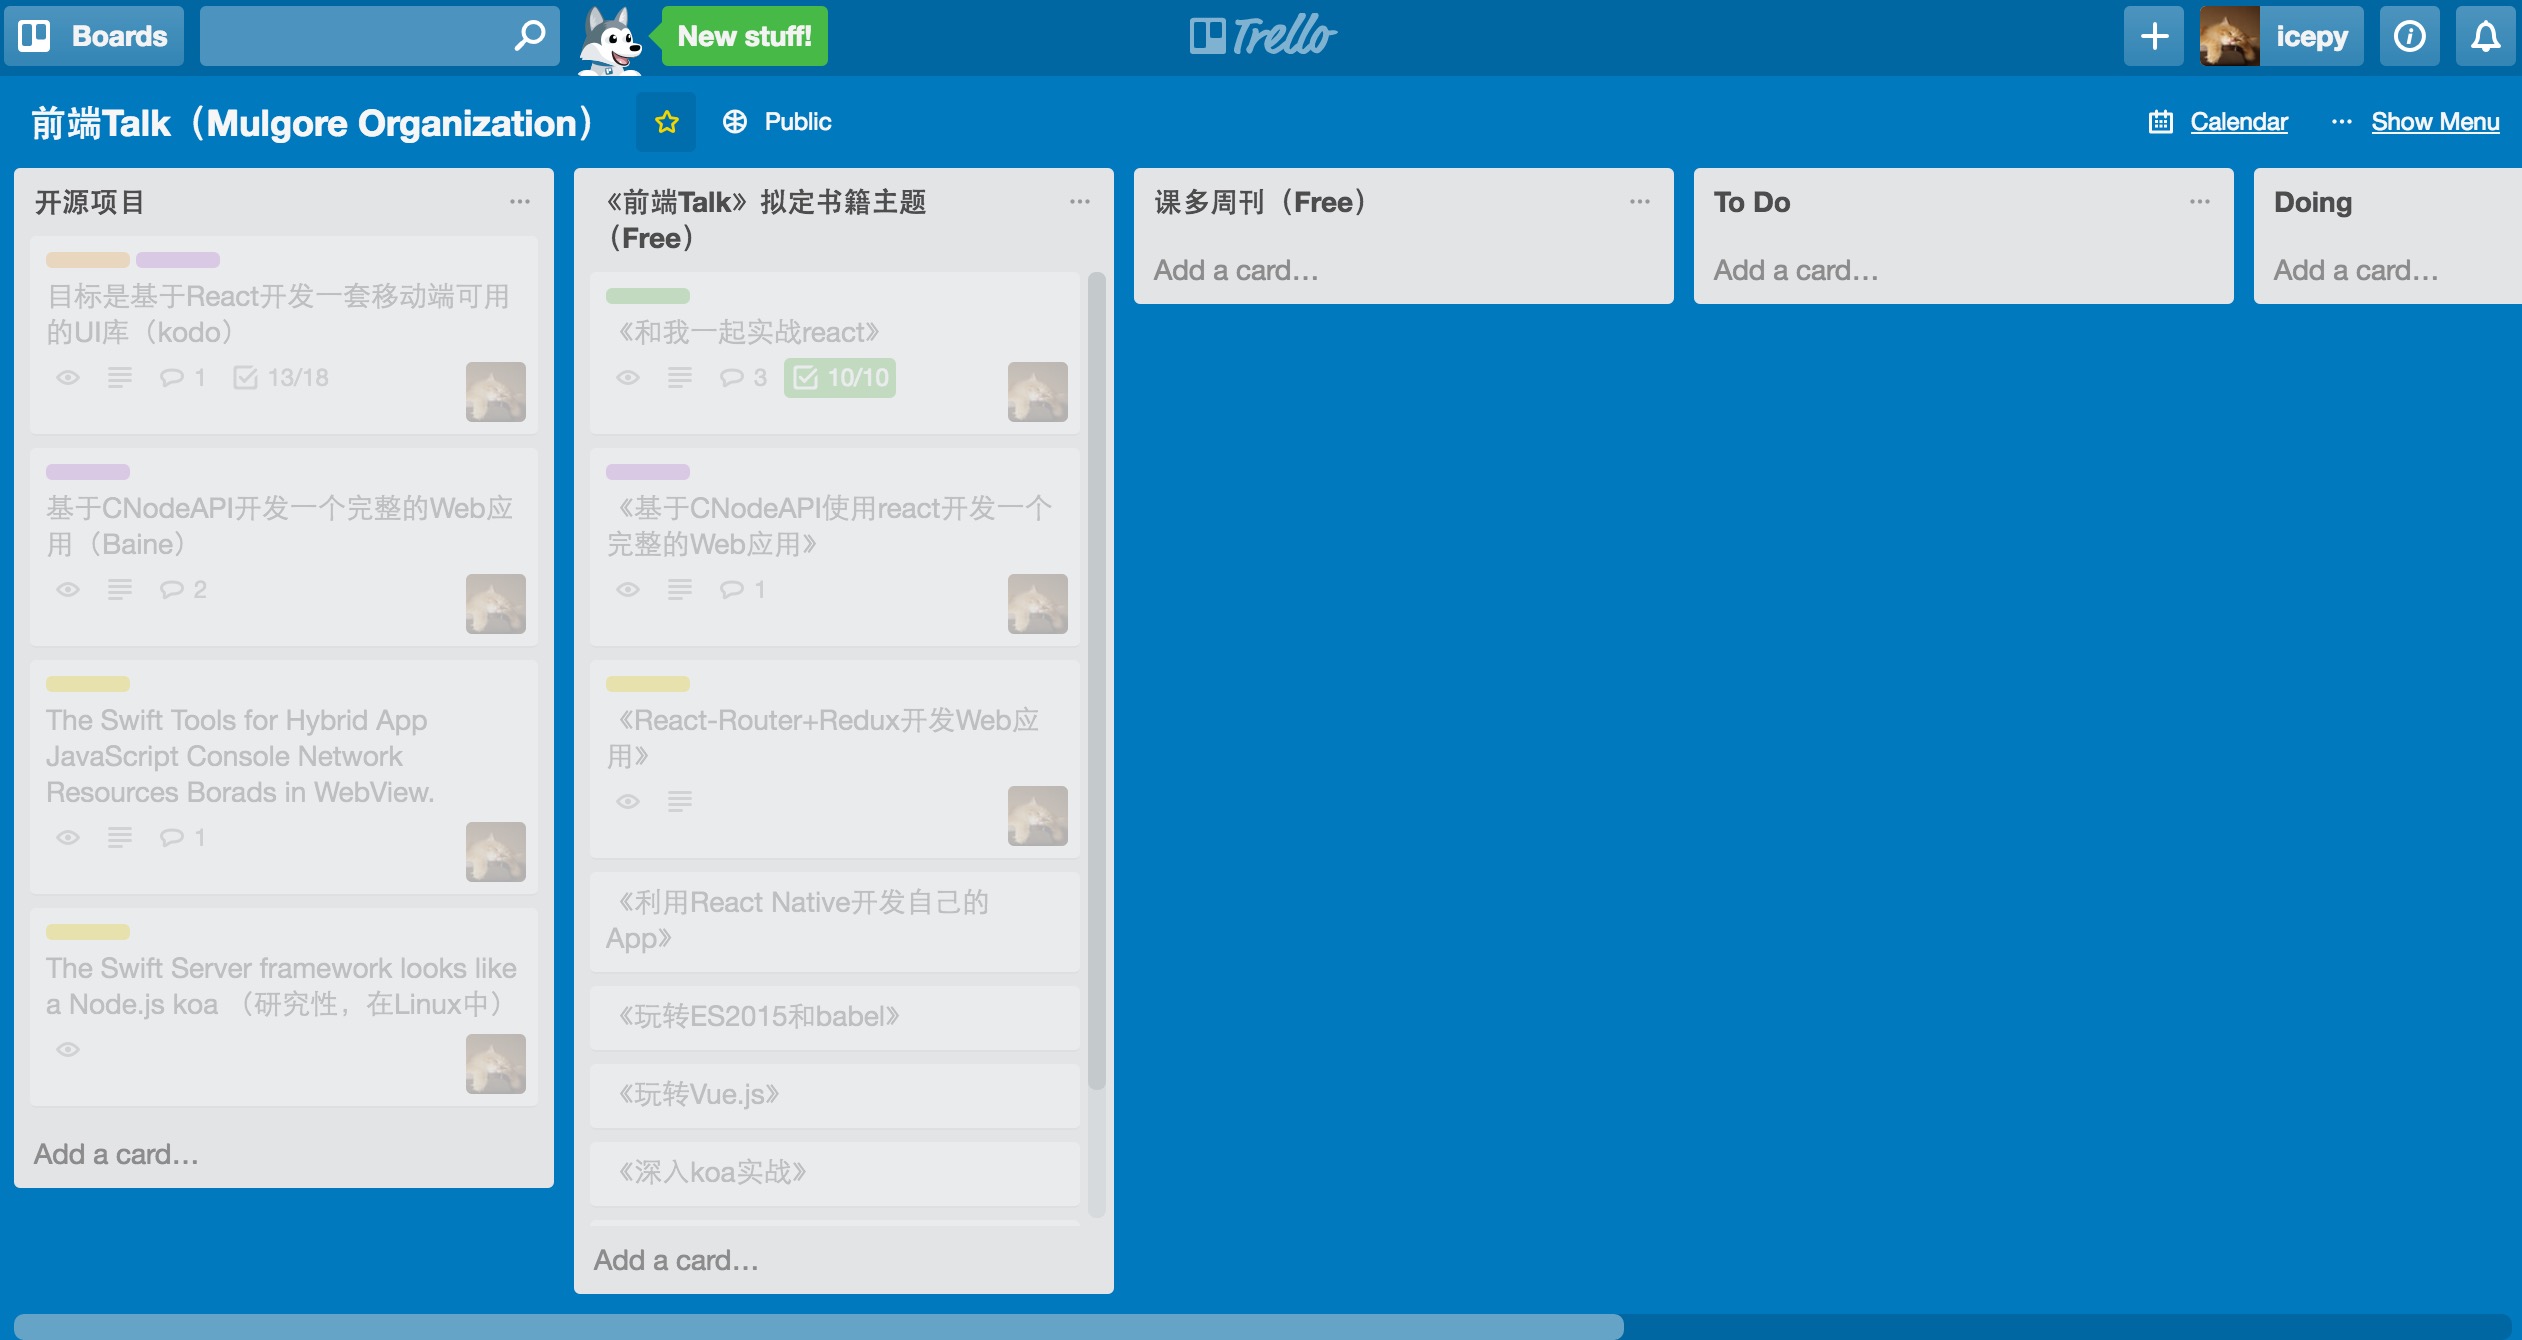 Boards
New stuff!
Trello
icepy
前端Talk（Mulgore Organization）
Public
Calendar
··· Show Menu
开源项目
目标是基于React开发一套移动端可用
的UI库（kodo）
1
13/18
基于CNodeAPI开发一个完整的Web应
用（Baine）
2
The Swift Tools for Hybrid App
JavaScript Console Network
Resources Borads in WebView.
1
The Swift Server framework looks like
a Node.js koa （研究性，在Linux中）
Add a card…
《前端Talk》拟定书籍主题
（Free）
《和我一起实战react》
3
10/10
《基于CNodeAPI使用react开发一个
完整的Web应用》
1
《React-Router+Redux开发Web应
用》
《利用React Native开发自己的
App》
《玩转ES2015和babel》
《玩转Vue.js》
《深入koa实战》
Add a card…
课多周刊（Free）
Add a card…
To Do
Add a card…
Doing
Add a card…